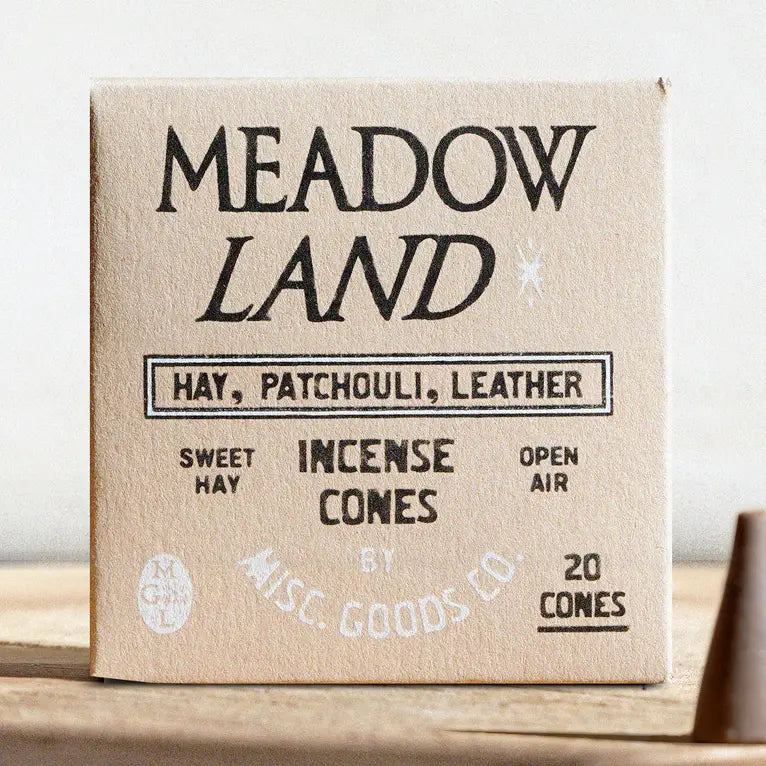 MEADOW
LAND
HAY, PATCHOULI, LEATHER
SWEET
HAY
INCENSE
CONES
OPEN
AIR
BY
MISC. GOODS CO.
20
CONES
M
G
L